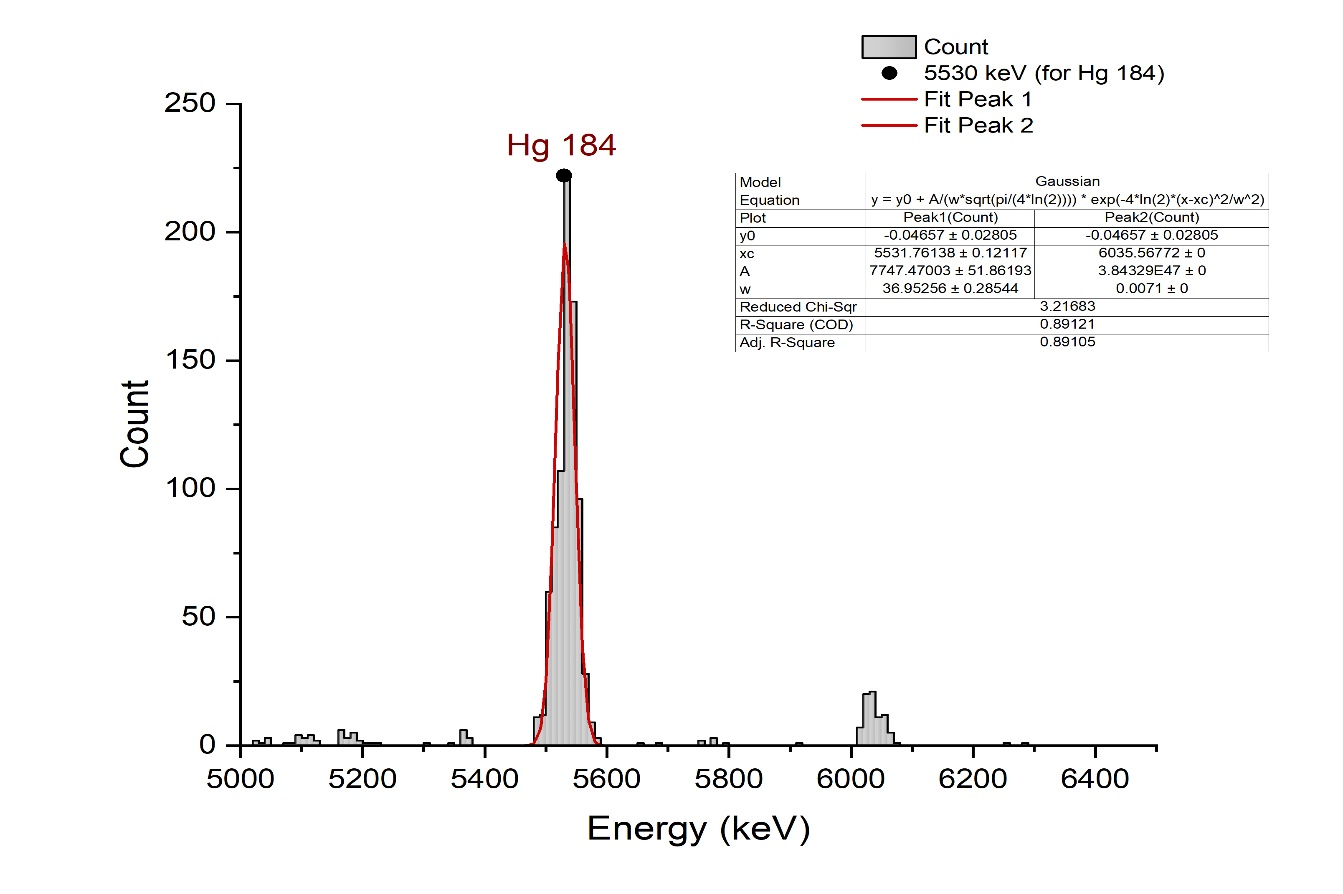 Count
5530 keV (for Hg 184)
Fit Peak 1
Fit Peak 2
250
200
150
100
50
0
Count
Hg 184
Model Gaussian
Equation y = y0 + A/(w*sqrt(pi/(4*ln(2)))) * exp(-4*ln(2)*(x-xc)^2/w^2)
Plot Peak1(Count) Peak2(Count)
y0 -0.04657 ± 0.02805 -0.04657 ± 0.02805
xc 5531.76138 ± 0.12117 6035.56772 ± 0
A 7747.47003 ± 51.86193 3.84329E47 ± 0
w 36.95256 ± 0.28544 0.0071 ± 0
Reduced Chi-Sqr 3.21683
R-Square (COD) 0.89121
Adj. R-Square 0.89105
5000 5200 5400 5600 5800 6000 6200 6400
Energy (keV)